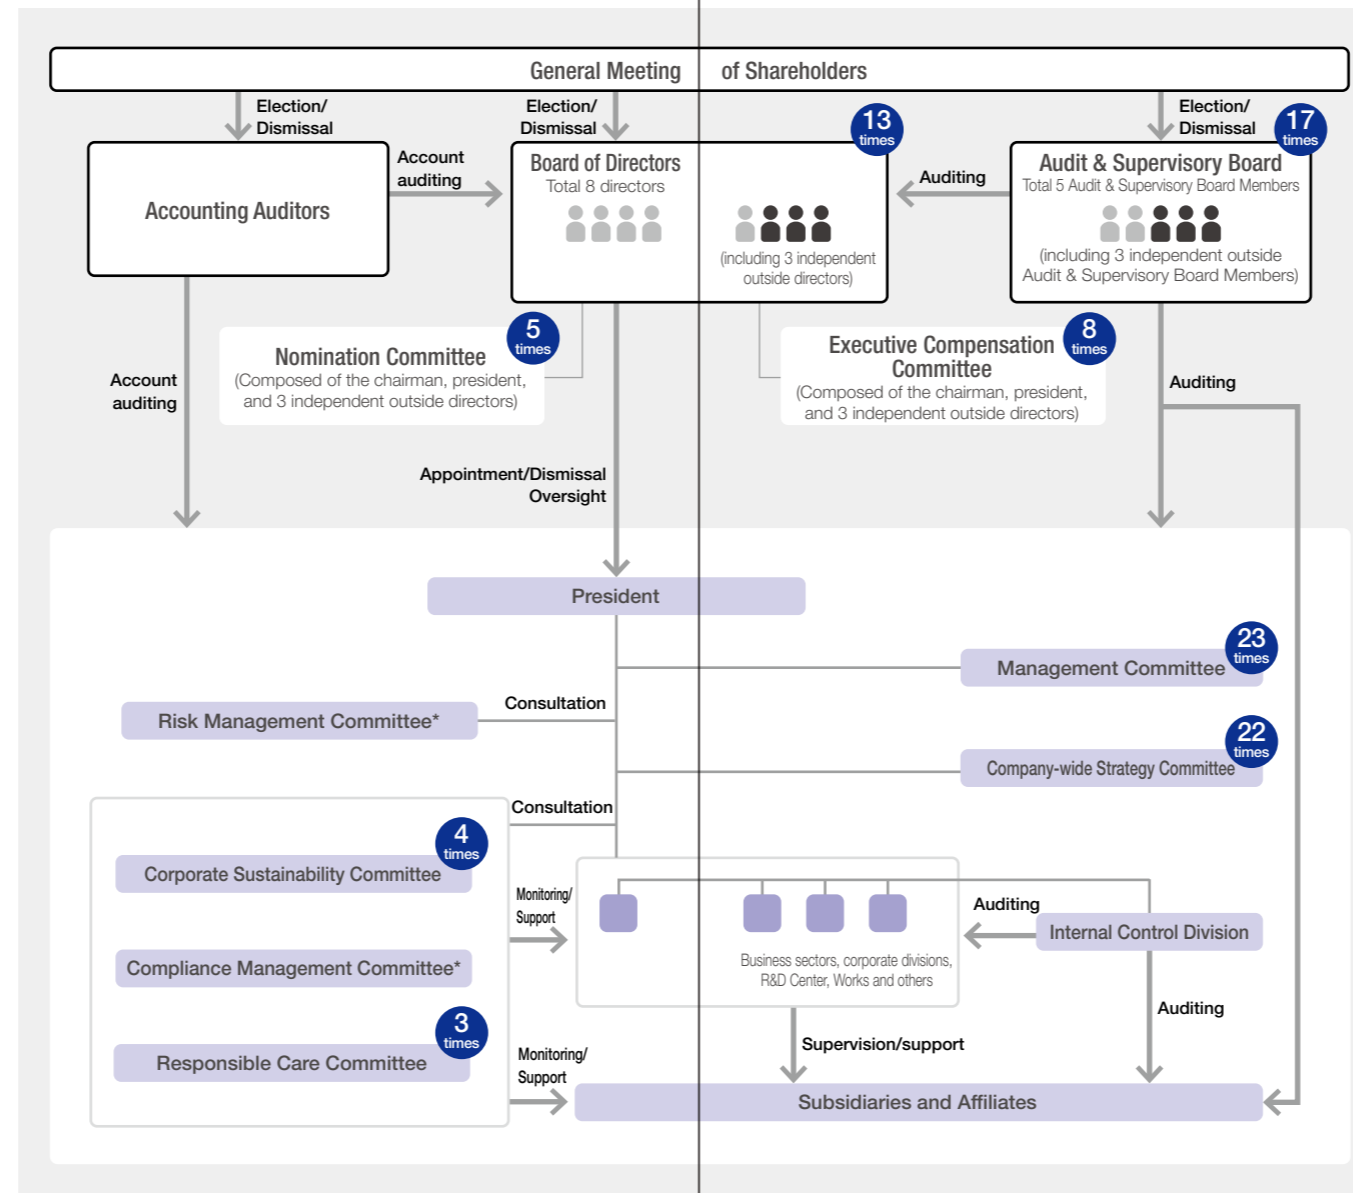 General Meeting of Shareholders
Election/
Dismissal
Election/
Dismissal
Election/
Dismissal
13
times
17
times
Accounting Auditors
Account
auditing
Board of Directors
Total 8 directors
(including 3 independent
outside directors)
Auditing
Audit & Supervisory Board
Total 5 Audit & Supervisory Board Members
(including 3 independent outside
Audit & Supervisory Board Members)
Account
auditing
5
times
Nomination Committee
(Composed of the chairman, president,
and 3 independent outside directors)
8
times
Executive Compensation
Committee
(Composed of the chairman, president,
and 3 independent outside directors)
Auditing
Appointment/Dismissal
Oversight
President
23
times
Management Committee
Consultation
Risk Management Committee*
22
times
Company-wide Strategy Committee
Consultation
4
times
Corporate Sustainability Committee
Compliance Management Committee*
3
times
Responsible Care Committee
Monitoring/
Support
Business sectors, corporate divisions,
R&D Center, Works and others
Auditing
Internal Control Division
Auditing
Supervision/support
Monitoring/
Support
Subsidiaries and Affiliates